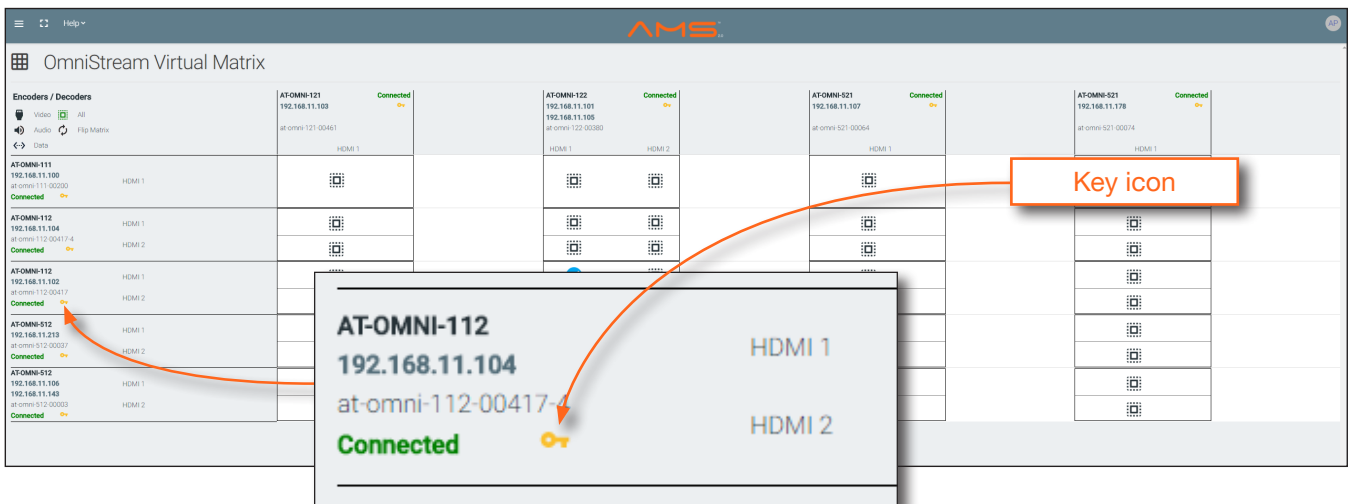 Help
AMS
AP
OmniStream Virtual Matrix
Encoders / Decoders
Video All
Audio Flip Matrix
Data
AT-OMNI-121 Connected
192.168.11.103
at-omni-121-00461
HDMI 1
AT-OMNI-122 Connected
192.168.11.101
192.168.11.105
at-omni-122-00380
HDMI 1 HDMI 2
AT-OMNI-521 Connected
192.168.11.107
at-omni-521-00064
HDMI 1
AT-OMNI-521 Connected
192.168.11.178
at-omni-521-00074
HDMI 1
AT-OMNI-111
192.168.11.100
HDMI 1
at-omni-111-00200
Connected
AT-OMNI-112
HDMI 1
192.168.11.104
at-omni-112-00417-4
HDMI 2
Connected
AT-OMNI-112
HDMI 1
192.168.11.102
at-omni-112-00417
HDMI 2
Connected
AT-OMNI-512
HDMI 1
192.168.11.213
at-omni-512-00037
HDMI 2
Connected
AT-OMNI-512
192.168.11.106
HDMI 1
192.168.11.143
at-omni-512-00003
HDMI 2
Connected
Key icon
AT-OMNI-112
HDMI 1
192.168.11.104
at-omni-112-00417-4
HDMI 2
Connected